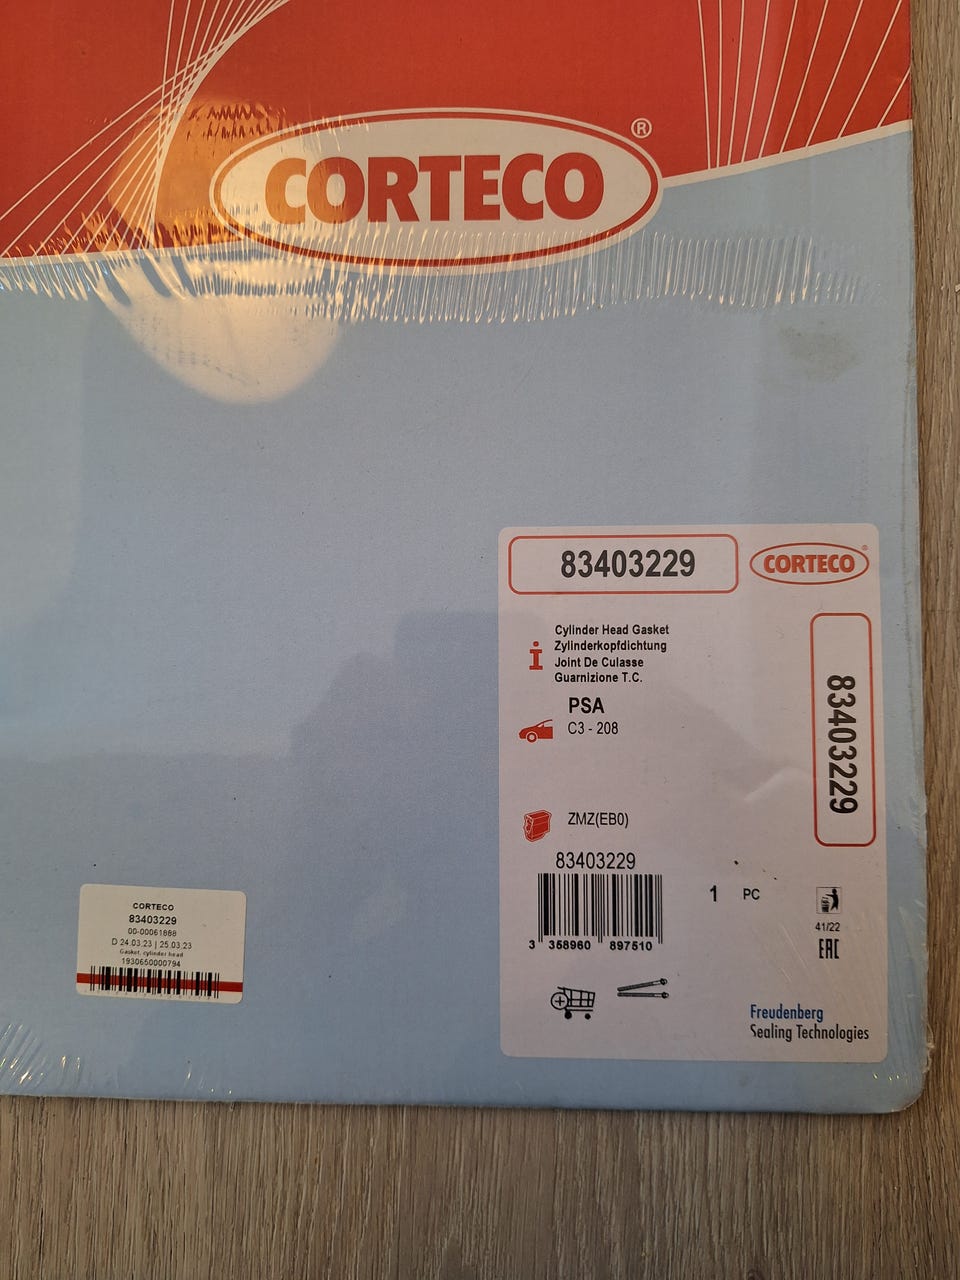 CORTECO®
83403229
CORTECO®
Cylinder Head Gasket
Zylinderkopfdichtung
Joint De Culasse
Guarnizione T.C.
PSA
C3 - 208
83403229
ZMZ(EB0)
83403229
1 PC
3 358960 897510
41/22
EAC
Freudenberg
Sealing Technologies
CORTECO
83403229
00-00061888
D 24.03.23 | 25.03.23
Gasket, cylinder head
1930650000794